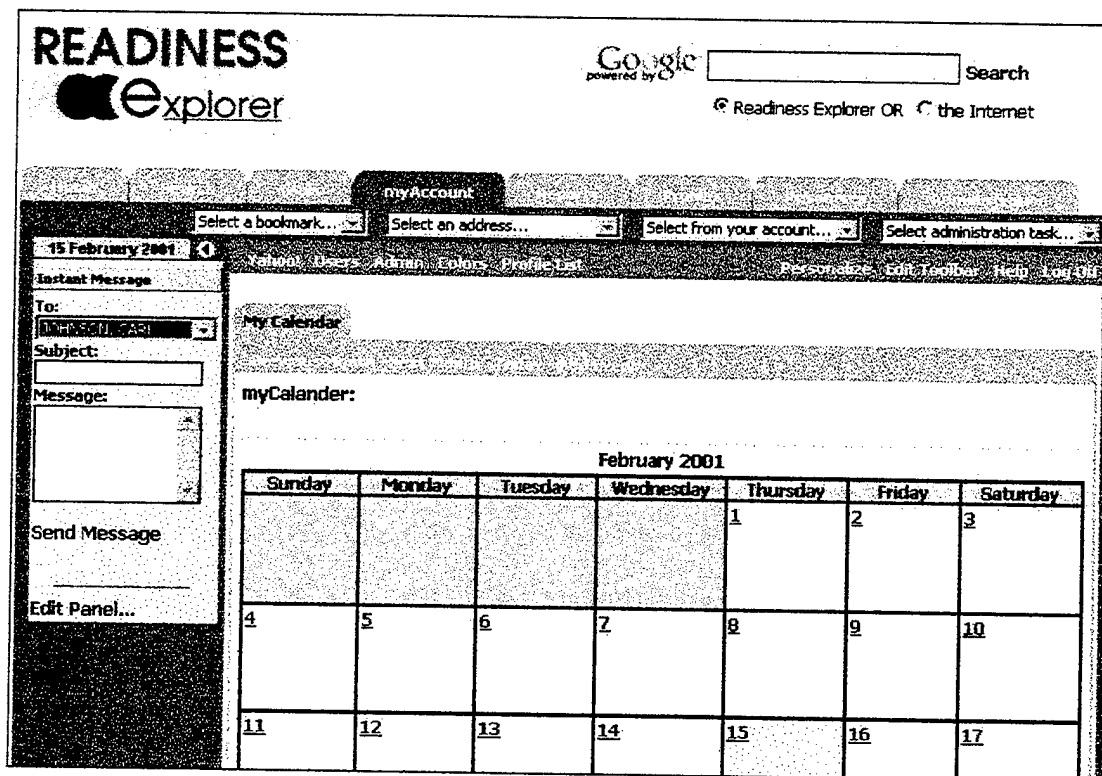 READINESS
explorer
powered by Google
Search
Readiness Explorer OR the Internet
myAccount
Select a bookmark... Select an address... Select from your account... Select administration task...
15 February 2001
Yahoo! Users Admin Colors Profile List Personalize Edit Toolbar Help Log Off
Instant Message
To:
Subject:
Message:
Send Message
Edit Panel...
My Calendar
myCalander:
February 2001
Sunday Monday Tuesday Wednesday Thursday Friday Saturday
1 2 3
4 5 6 7 8 9 10
11 12 13 14 15 16 17